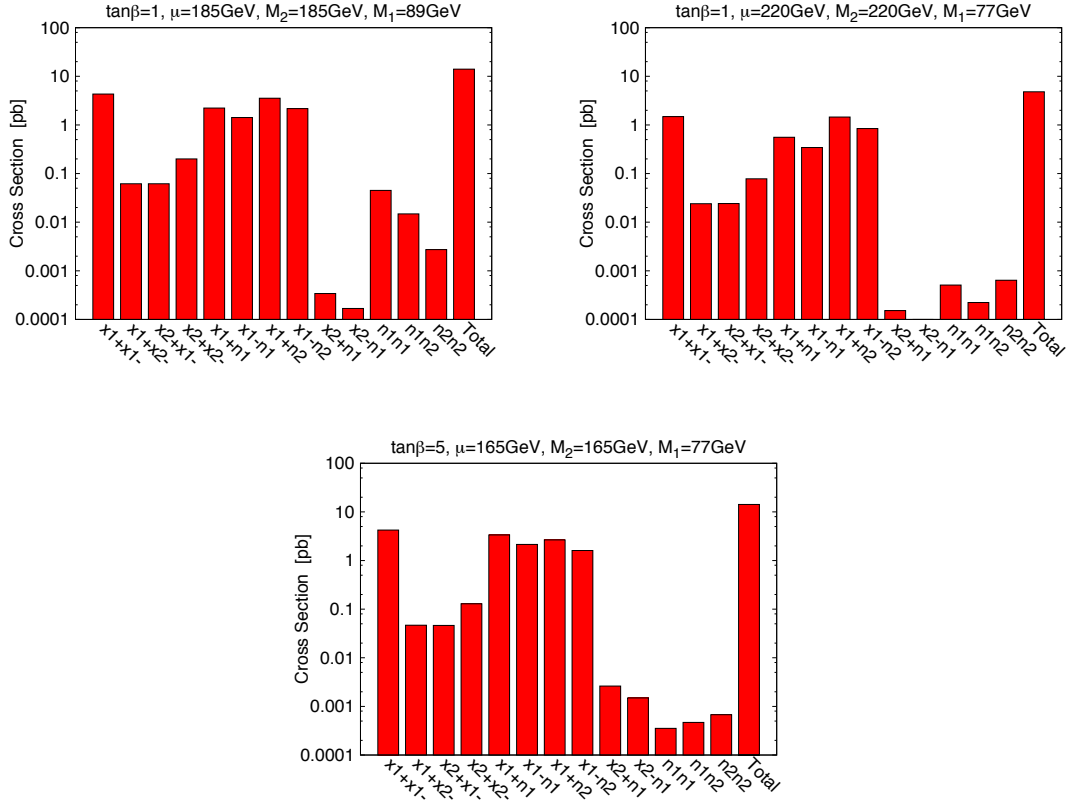 tanβ=1, μ=185GeV, M₂=185GeV, M₁=89GeV
Cross Section [pb]
100
10
1
0.1
0.01
0.001
0.0001
x1+x1-
x1+x2-
x2+x1-
x2+x2-
x1+n1
x1-n1
x1+n2
x1-n2
x2+n1
x2-n1
n1n1
n1n2
n2n2
Total
tanβ=1, μ=220GeV, M₂=220GeV, M₁=77GeV
Cross Section [pb]
100
10
1
0.1
0.01
0.001
0.0001
x1+x1-
x1+x2-
x2+x1-
x2+x2-
x1+n1
x1-n1
x1+n2
x1-n2
x2+n1
x2-n1
n1n1
n1n2
n2n2
Total
tanβ=5, μ=165GeV, M₂=165GeV, M₁=77GeV
Cross Section [pb]
100
10
1
0.1
0.01
0.001
0.0001
x1+x1-
x1+x2-
x2+x1-
x2+x2-
x1+n1
x1-n1
x1+n2
x1-n2
x2+n1
x2-n1
n1n1
n1n2
n2n2
Total